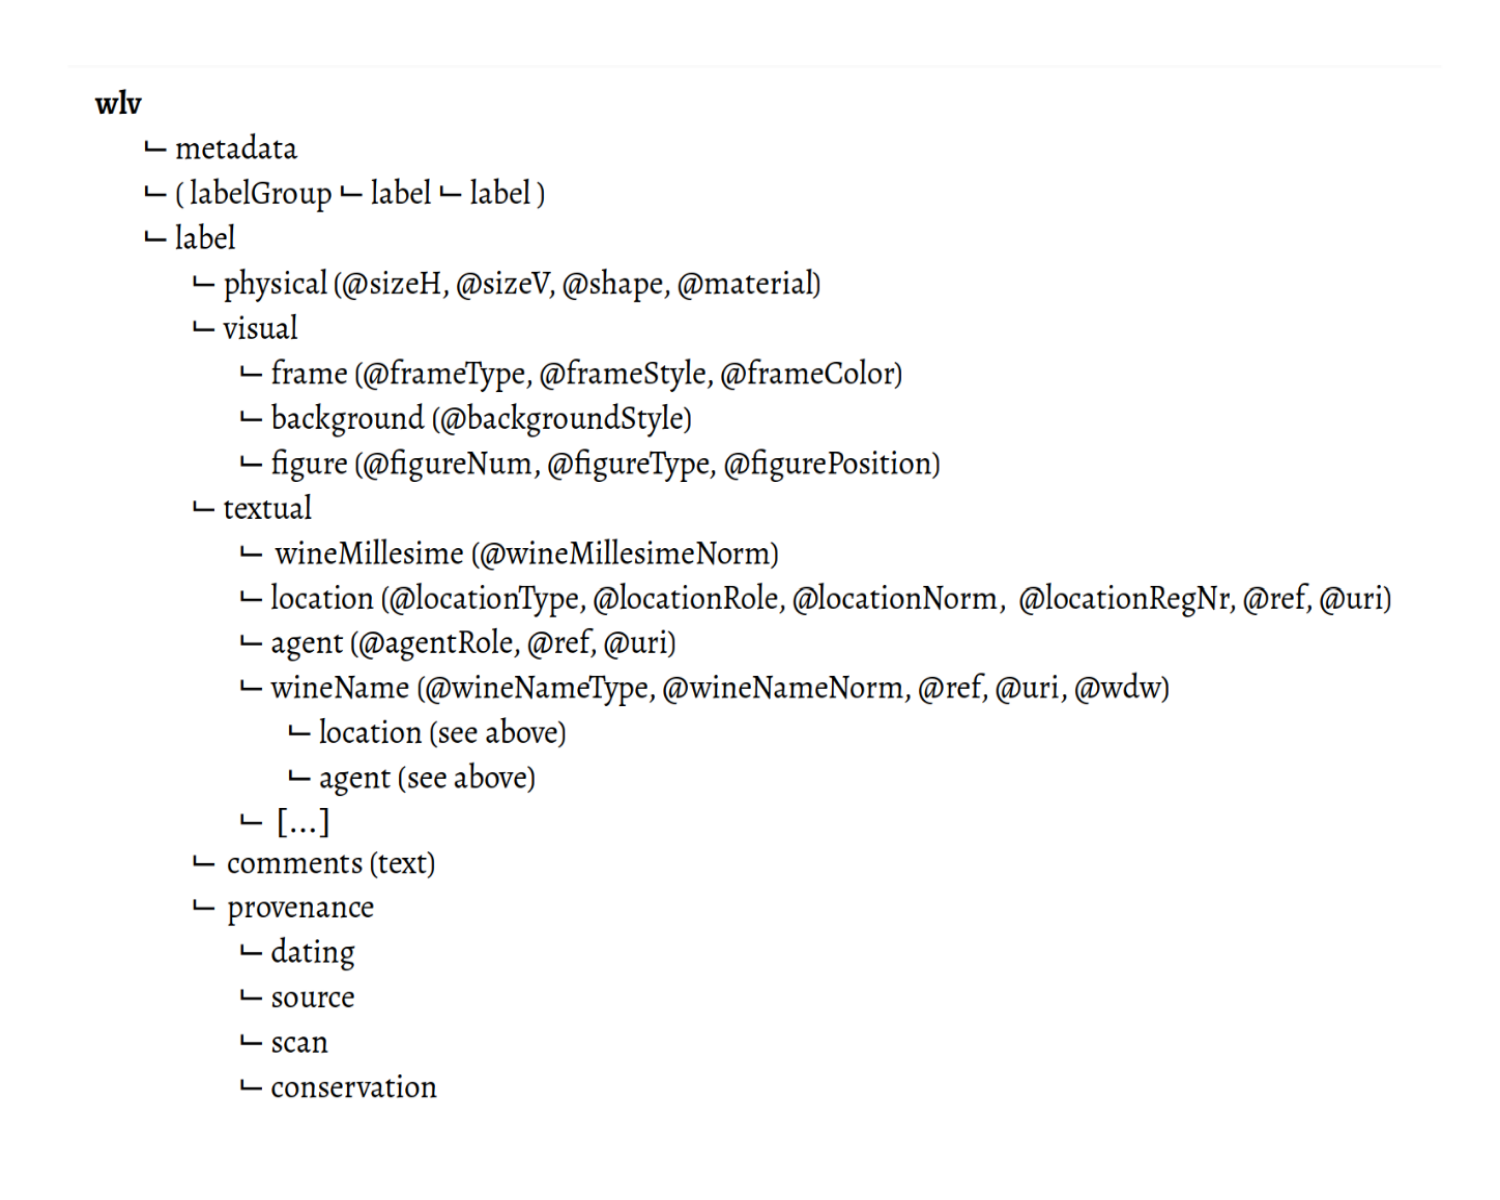 wlv
∟ metadata
∟ ( labelGroup ∟ label ∟ label )
∟ label
∟ physical (@sizeH, @sizeV, @shape, @material)
∟ visual
∟ frame (@frameType, @frameStyle, @frameColor)
∟ background (@backgroundStyle)
∟ figure (@figureNum, @figureType, @figurePosition)
∟ textual
∟ wineMillesime (@wineMillesimeNorm)
∟ location (@locationType, @locationRole, @locationNorm, @locationRegNr, @ref, @uri)
∟ agent (@agentRole, @ref, @uri)
∟ wineName (@wineNameType, @wineNameNorm, @ref, @uri, @wdw)
∟ location (see above)
∟ agent (see above)
∟ [...]
∟ comments (text)
∟ provenance
∟ dating
∟ source
∟ scan
∟ conservation